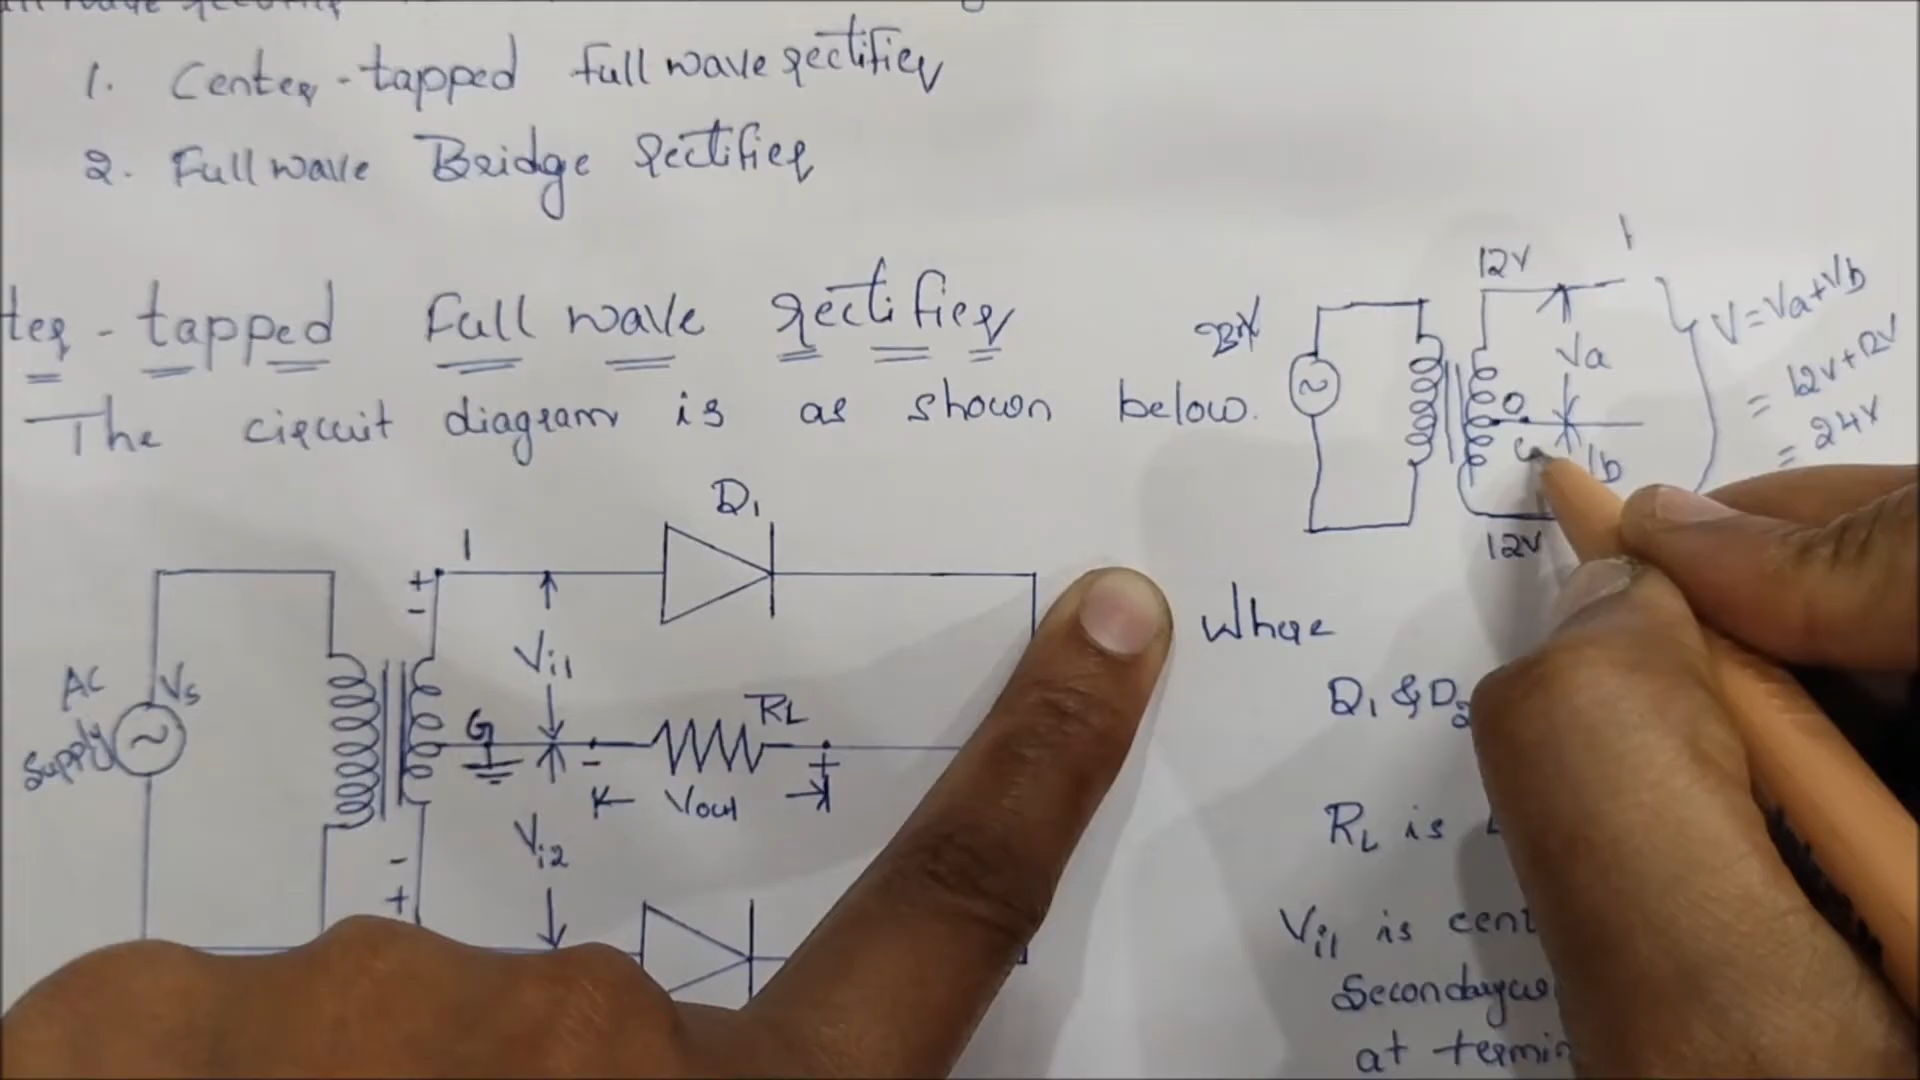 1. Center-tapped full wave rectifier
2. Full wave Bridge rectifier
ter-tapped Full wave rectifier
The circuit diagram is as shown below.
12V
1
Va
O
Vb
12V
V=Va+Vb
= 12V+12V
= 24V
D1
1
+
-
AC
Supply
Vs
~
Vi1
G
RL
-
+
Vout
Vi2
-
+
Where
D1 & D2
RL is
Vi1 is cent
Secondary
at termin